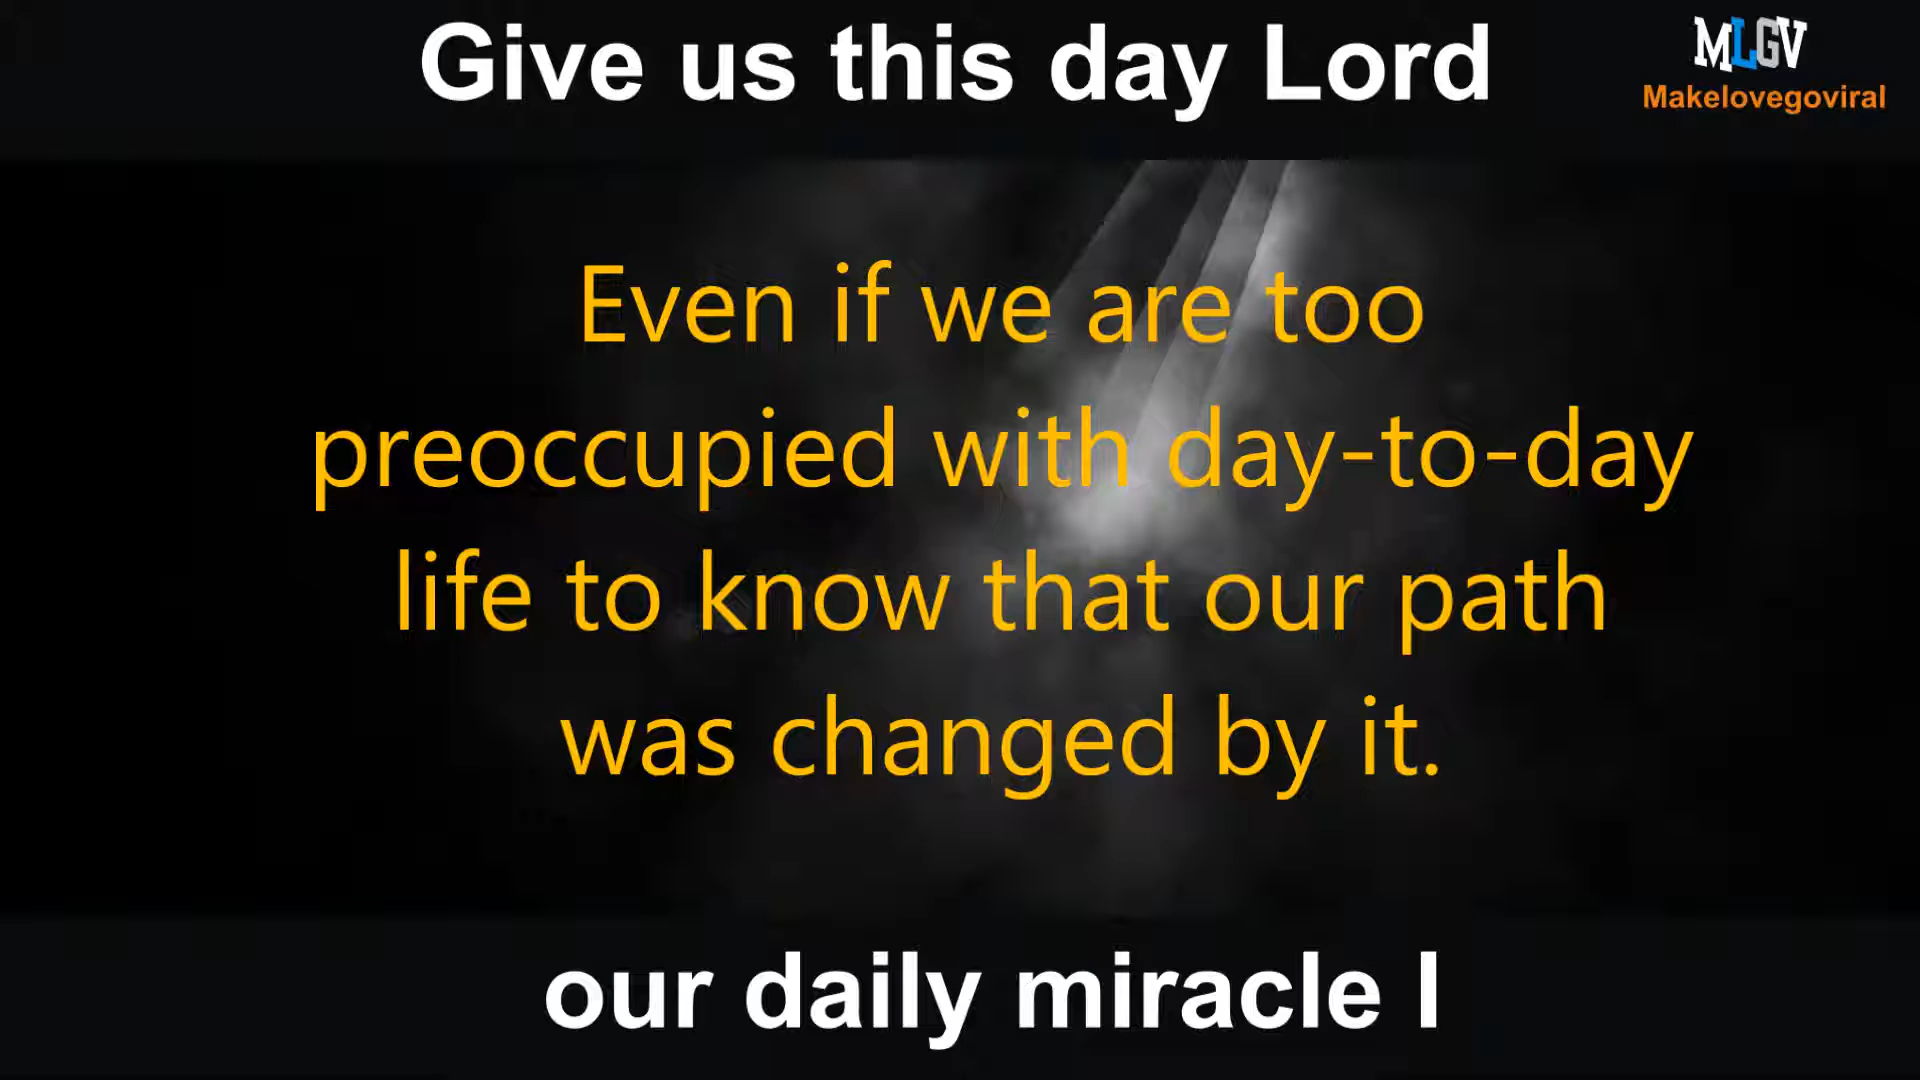 Give us this day Lord
MLGV
Makelovegoviral
Even if we are too
preoccupied with day-to-day
life to know that our path
was changed by it.
our daily miracle I